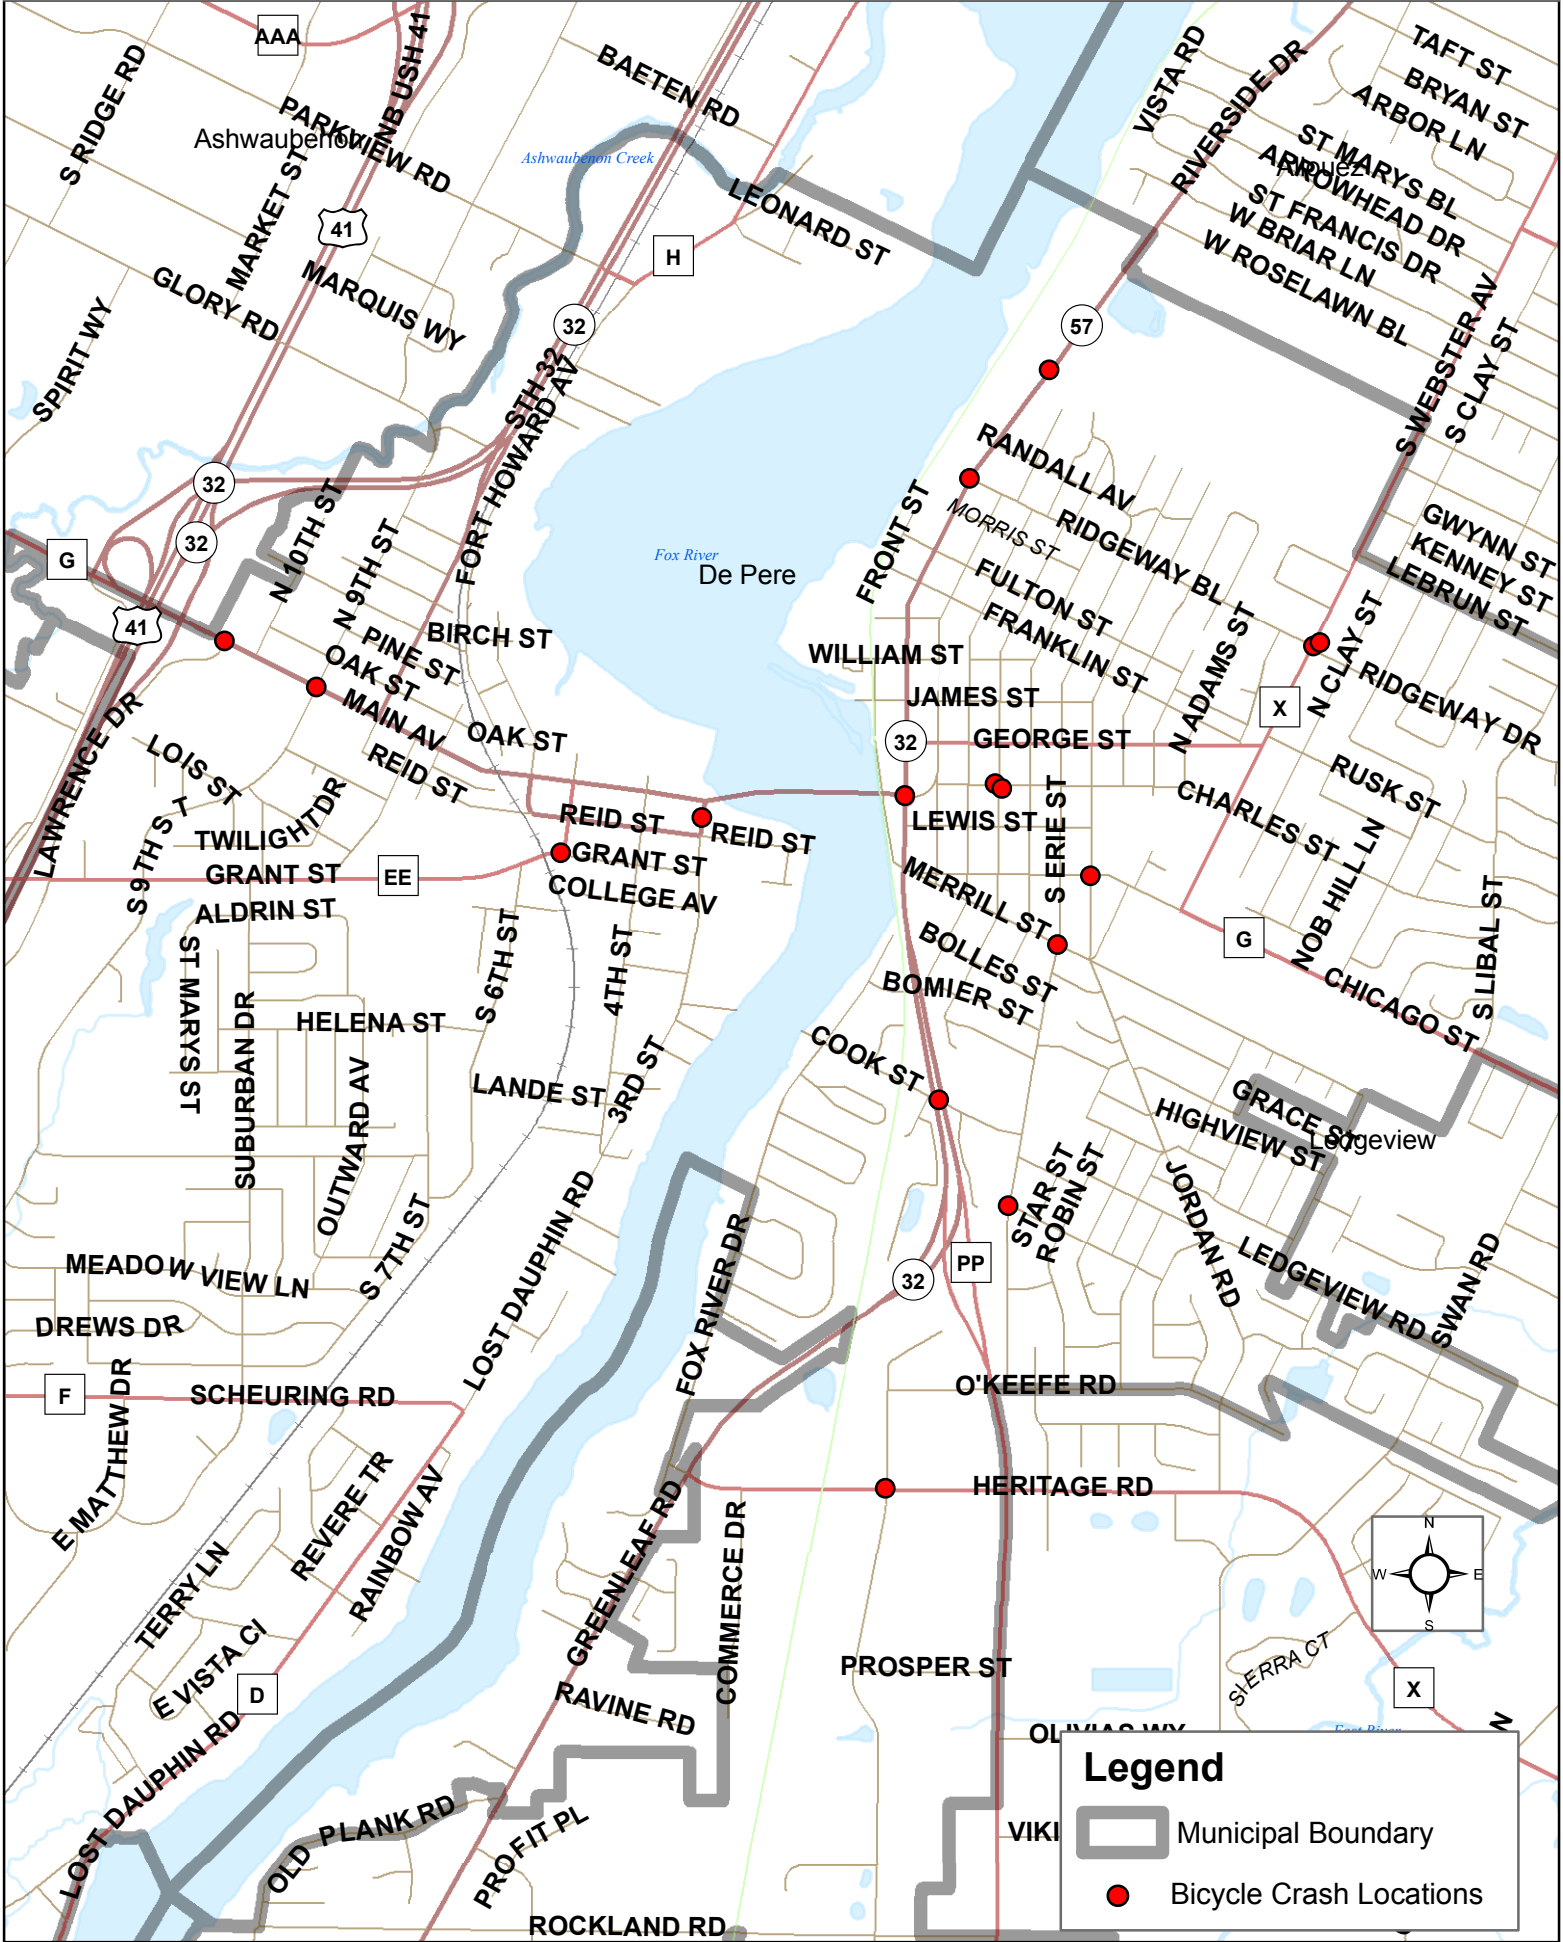 AAA
S RIDGE RD
NB USH 41
PARKVIEW RD
Ashwaubenon
BAETEN RD
Ashwaubenon Creek
VISTA RD
RIVERSIDE DR
TAFT ST
BRYAN ST
ARBOR LN
ST MARYS BL
Allouez
ARROWHEAD DR
ST FRANCIS DR
W BRIAR LN
W ROSELAWN BL
MARKET ST
41
LEONARD ST
H
GLORY RD
MARQUIS WY
SPIRIT WY
32
57
STH 32
FORT HOWARD AV
S WEBSTER AV
S CLAY ST
32
32
G
41
N 10TH ST
N 9TH ST
RANDALL AV
MORRIS ST
RIDGEWAY BL
FRONT ST
Fox River
De Pere
FULTON ST
FRANKLIN ST
GWYNN ST
KENNEY ST
LEBRUN ST
BIRCH ST
PINE ST
OAK ST
MAIN AV
OAK ST
REID ST
WILLIAM ST
JAMES ST
32
GEORGE ST
N ADAMS ST
X
N CLAY ST
RIDGEWAY DR
LAWRENCE DR
LOIS ST
S 9TH ST
TWILIGHT DR
GRANT ST
EE
ALDRIN ST
REID ST
REID ST
GRANT ST
COLLEGE AV
LEWIS ST
S ERIE ST
CHARLES ST
RUSK ST
NOB HILL LN
MERRILL ST
BOLLES ST
BOMIER ST
G
CHICAGO ST
S LIBAL ST
ST MARYS ST
SUBURBAN DR
HELENA ST
OUTWARD AV
S 6TH ST
4TH ST
3RD ST
LANDE ST
COOK ST
GRACE ST
HIGHVIEW ST
Ledgeview
STAR ST
ROBIN ST
JORDAN RD
LEDGEVIEW RD
SWAN RD
MEADOW VIEW LN
S 7TH ST
DREWS DR
LOST DAUPHIN RD
FOX RIVER DR
32
PP
F
SCHEURING RD
E MATTHEW DR
O'KEEFE RD
HERITAGE RD
REVERE TR
RAINBOW AV
TERRY LN
E VISTA CI
D
LOST DAUPHIN RD
GREENLEAF RD
COMMERCE DR
RAVINE RD
PROSPER ST
SIERRA CT
N
W
E
S
X
East River
N
OLIVIAS WY
VIKI
OLD PLANK RD
PROFIT PL
ROCKLAND RD
Legend
Municipal Boundary
Bicycle Crash Locations